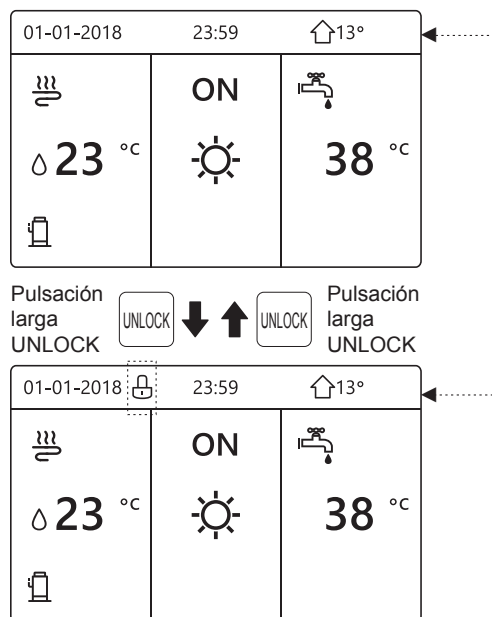 01-01-2018 23:59 13°
ON
23 °C 38 °C
Pulsación larga UNLOCK
UNLOCK UNLOCK
Pulsación larga UNLOCK
01-01-2018 23:59 13°
ON
23 °C 38 °C